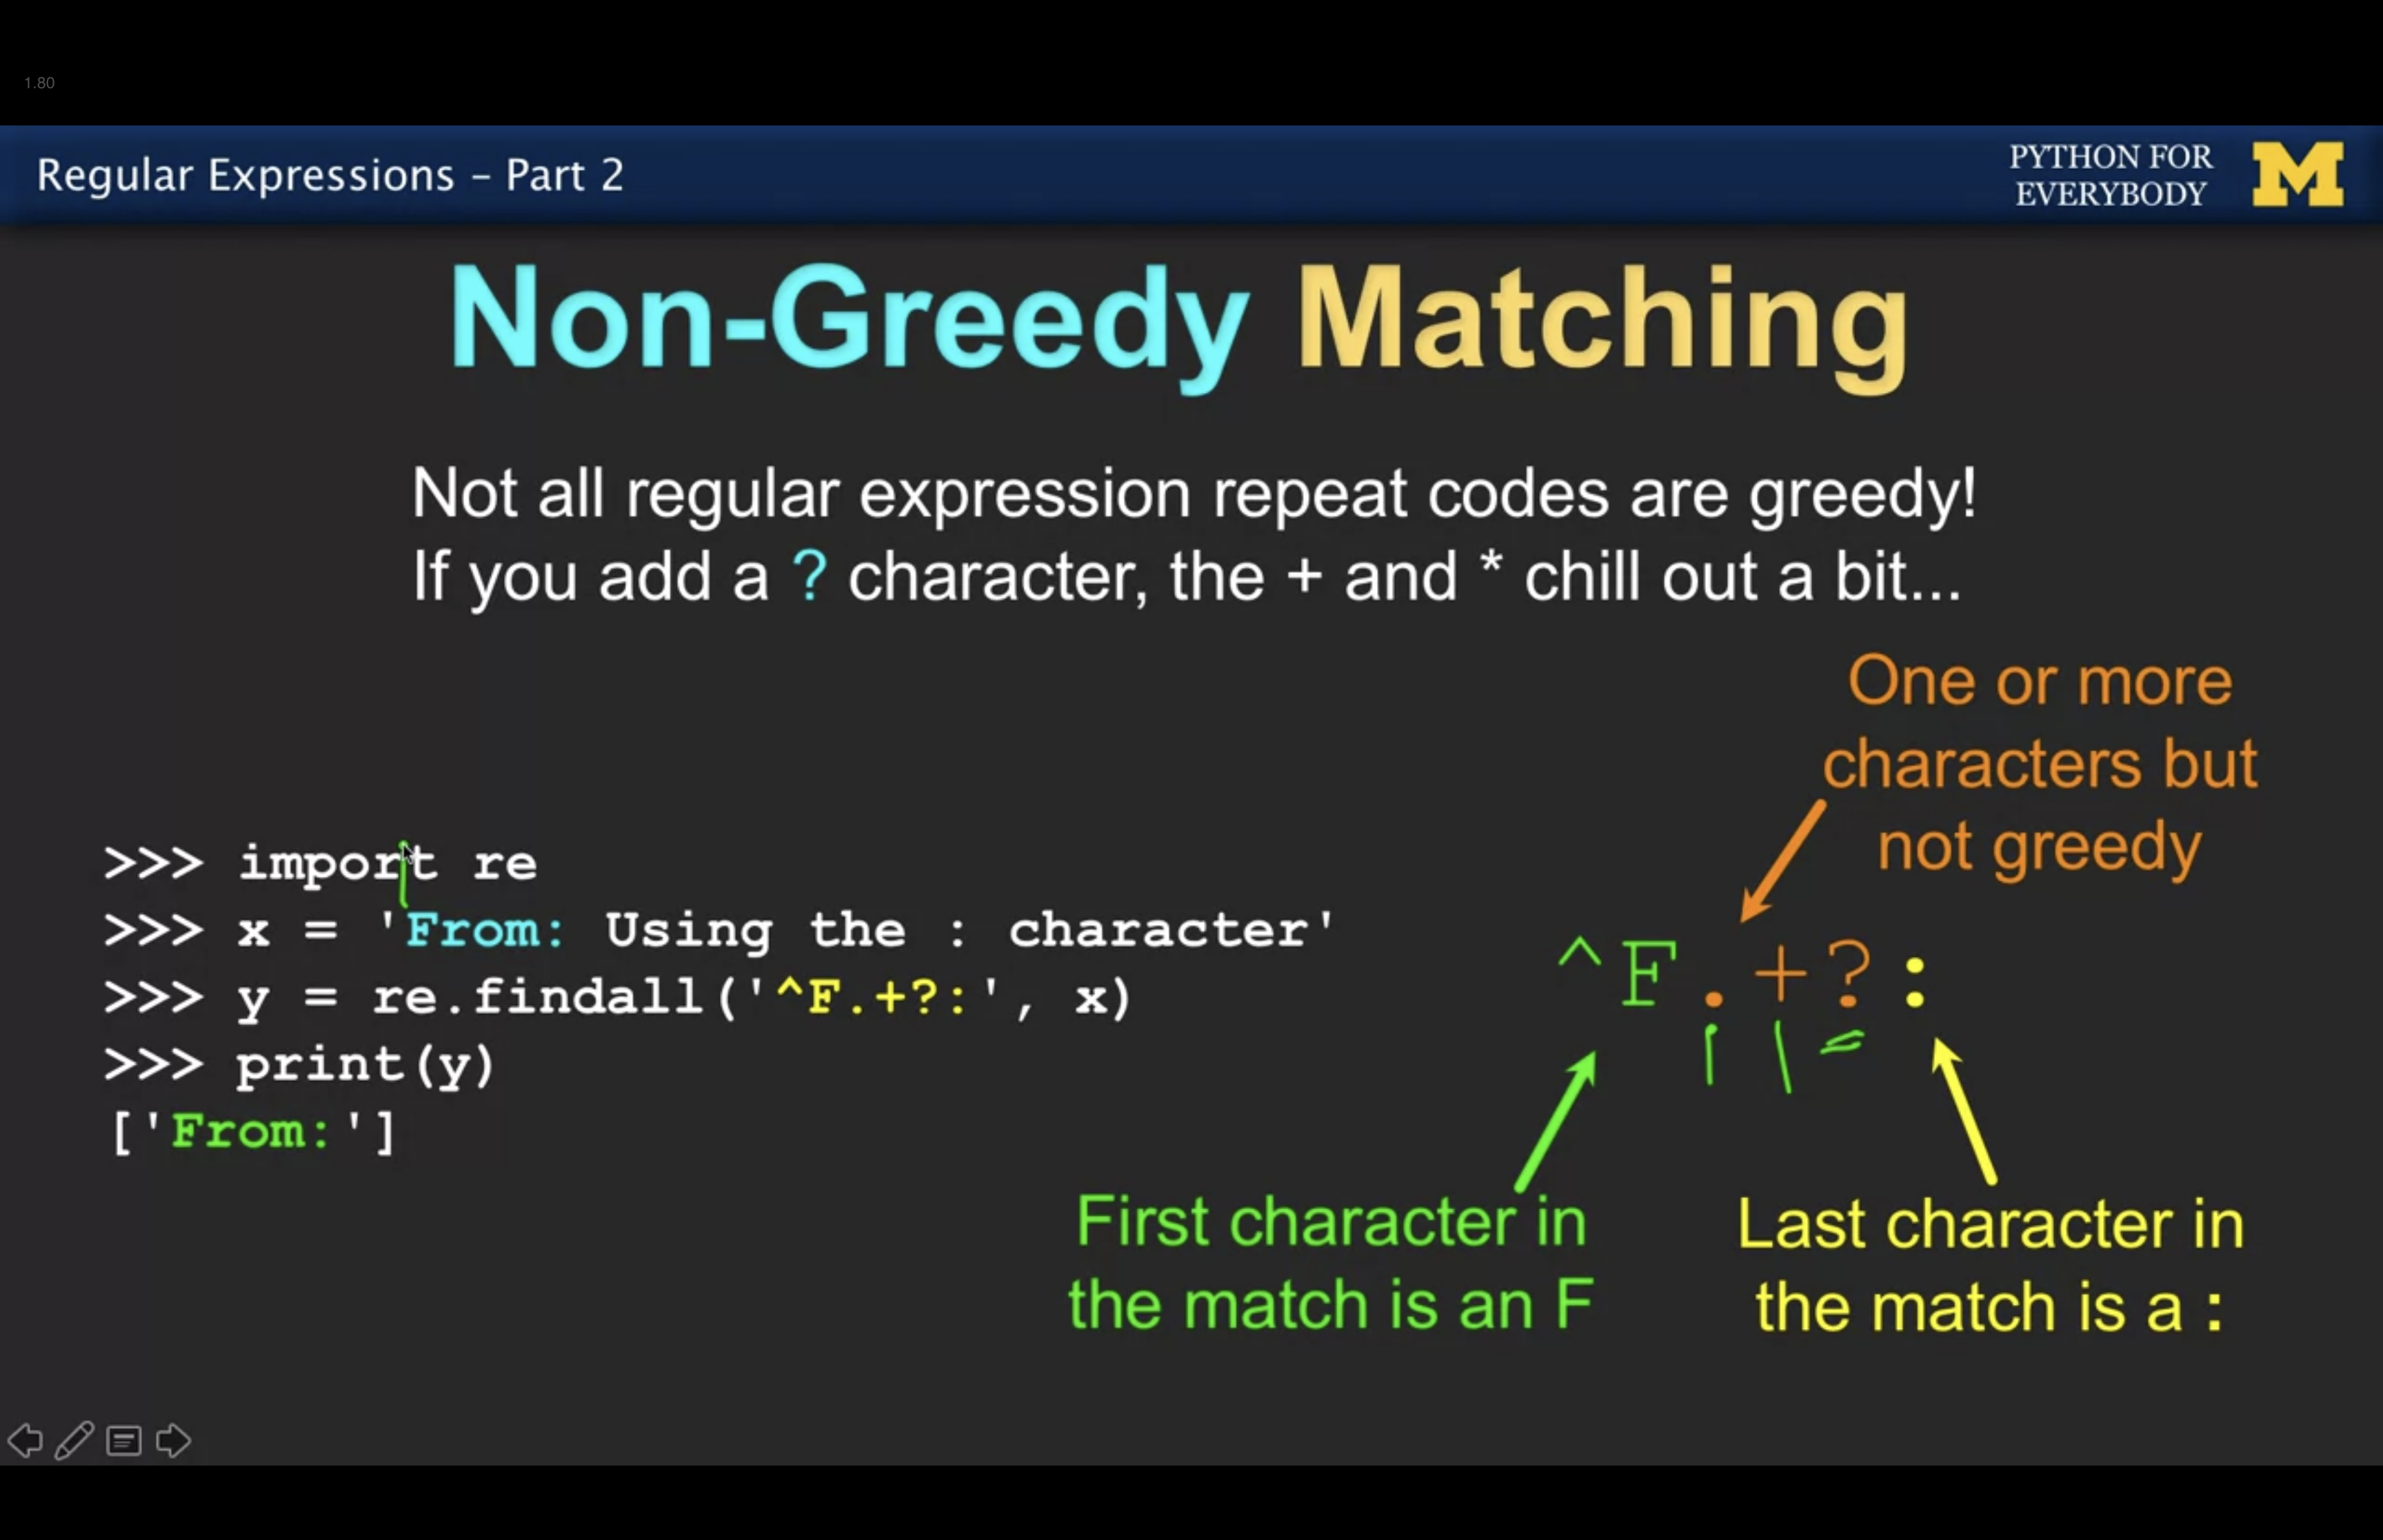 1.80
Regular Expressions – Part 2
PYTHON FOR
EVERYBODY
M
Non-Greedy Matching
Not all regular expression repeat codes are greedy!
If you add a ? character, the + and * chill out a bit...
One or more
characters but
not greedy
>>> import re
>>> x = 'From: Using the : character'
>>> y = re.findall('^F.+?:', x)
>>> print(y)
['From:']
^F.+?:
First character in
the match is an F
Last character in
the match is a :